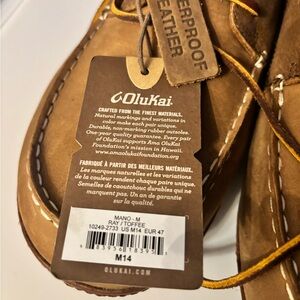 ERPROOF
LEATHER
OluKai
CRAFTED FROM THE FINEST MATERIALS.
Natural markings and variations in
color make each pair unique.
Durable, non-marking rubber outsoles.
One-year quality guarantee. Every pair
of OluKai supports Ama OluKai
Foundation's mission in Hawaii.
www.amaolukaifoundation.org
FABRIQUÉ À PARTIR DES MEILLEURS MATÉRIAUX.
Les marques naturelles et les variations
de la couleur rendent chaque paire unique.
Semelles de caoutchouc durables qui ne
marquent pas. Un an de garantie
sur la qualité.
MANO - M
RAY / TOFFEE
10249-2733 US M14 EUR 47
M14
OLUKAI.COM